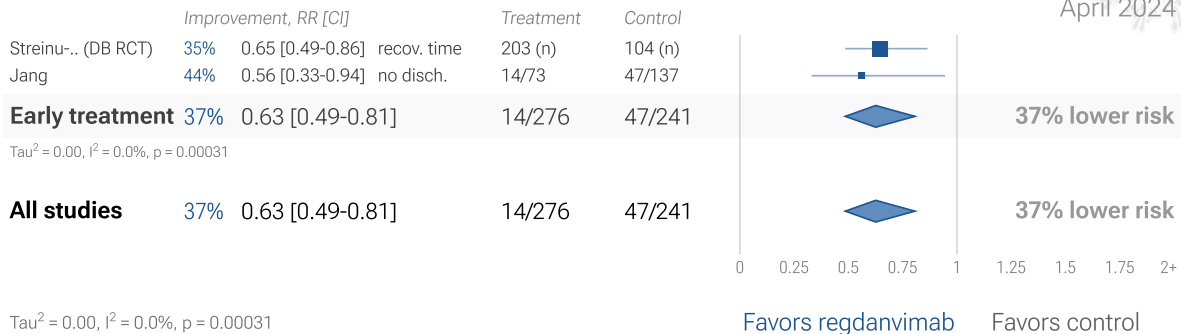 April 2024
Improvement, RR [CI] Treatment Control
Streinu-.. (DB RCT) 35% 0.65 [0.49-0.86] recov. time 203 (n) 104 (n)
Jang 44% 0.56 [0.33-0.94] no disch. 14/73 47/137
Early treatment 37% 0.63 [0.49-0.81] 14/276 47/241 37% lower risk
Tau² = 0.00, I² = 0.0%, p = 0.00031
All studies 37% 0.63 [0.49-0.81] 14/276 47/241 37% lower risk
0 0.25 0.5 0.75 1 1.25 1.5 1.75 2+
Tau² = 0.00, I² = 0.0%, p = 0.00031 Favors regdanvimab Favors control